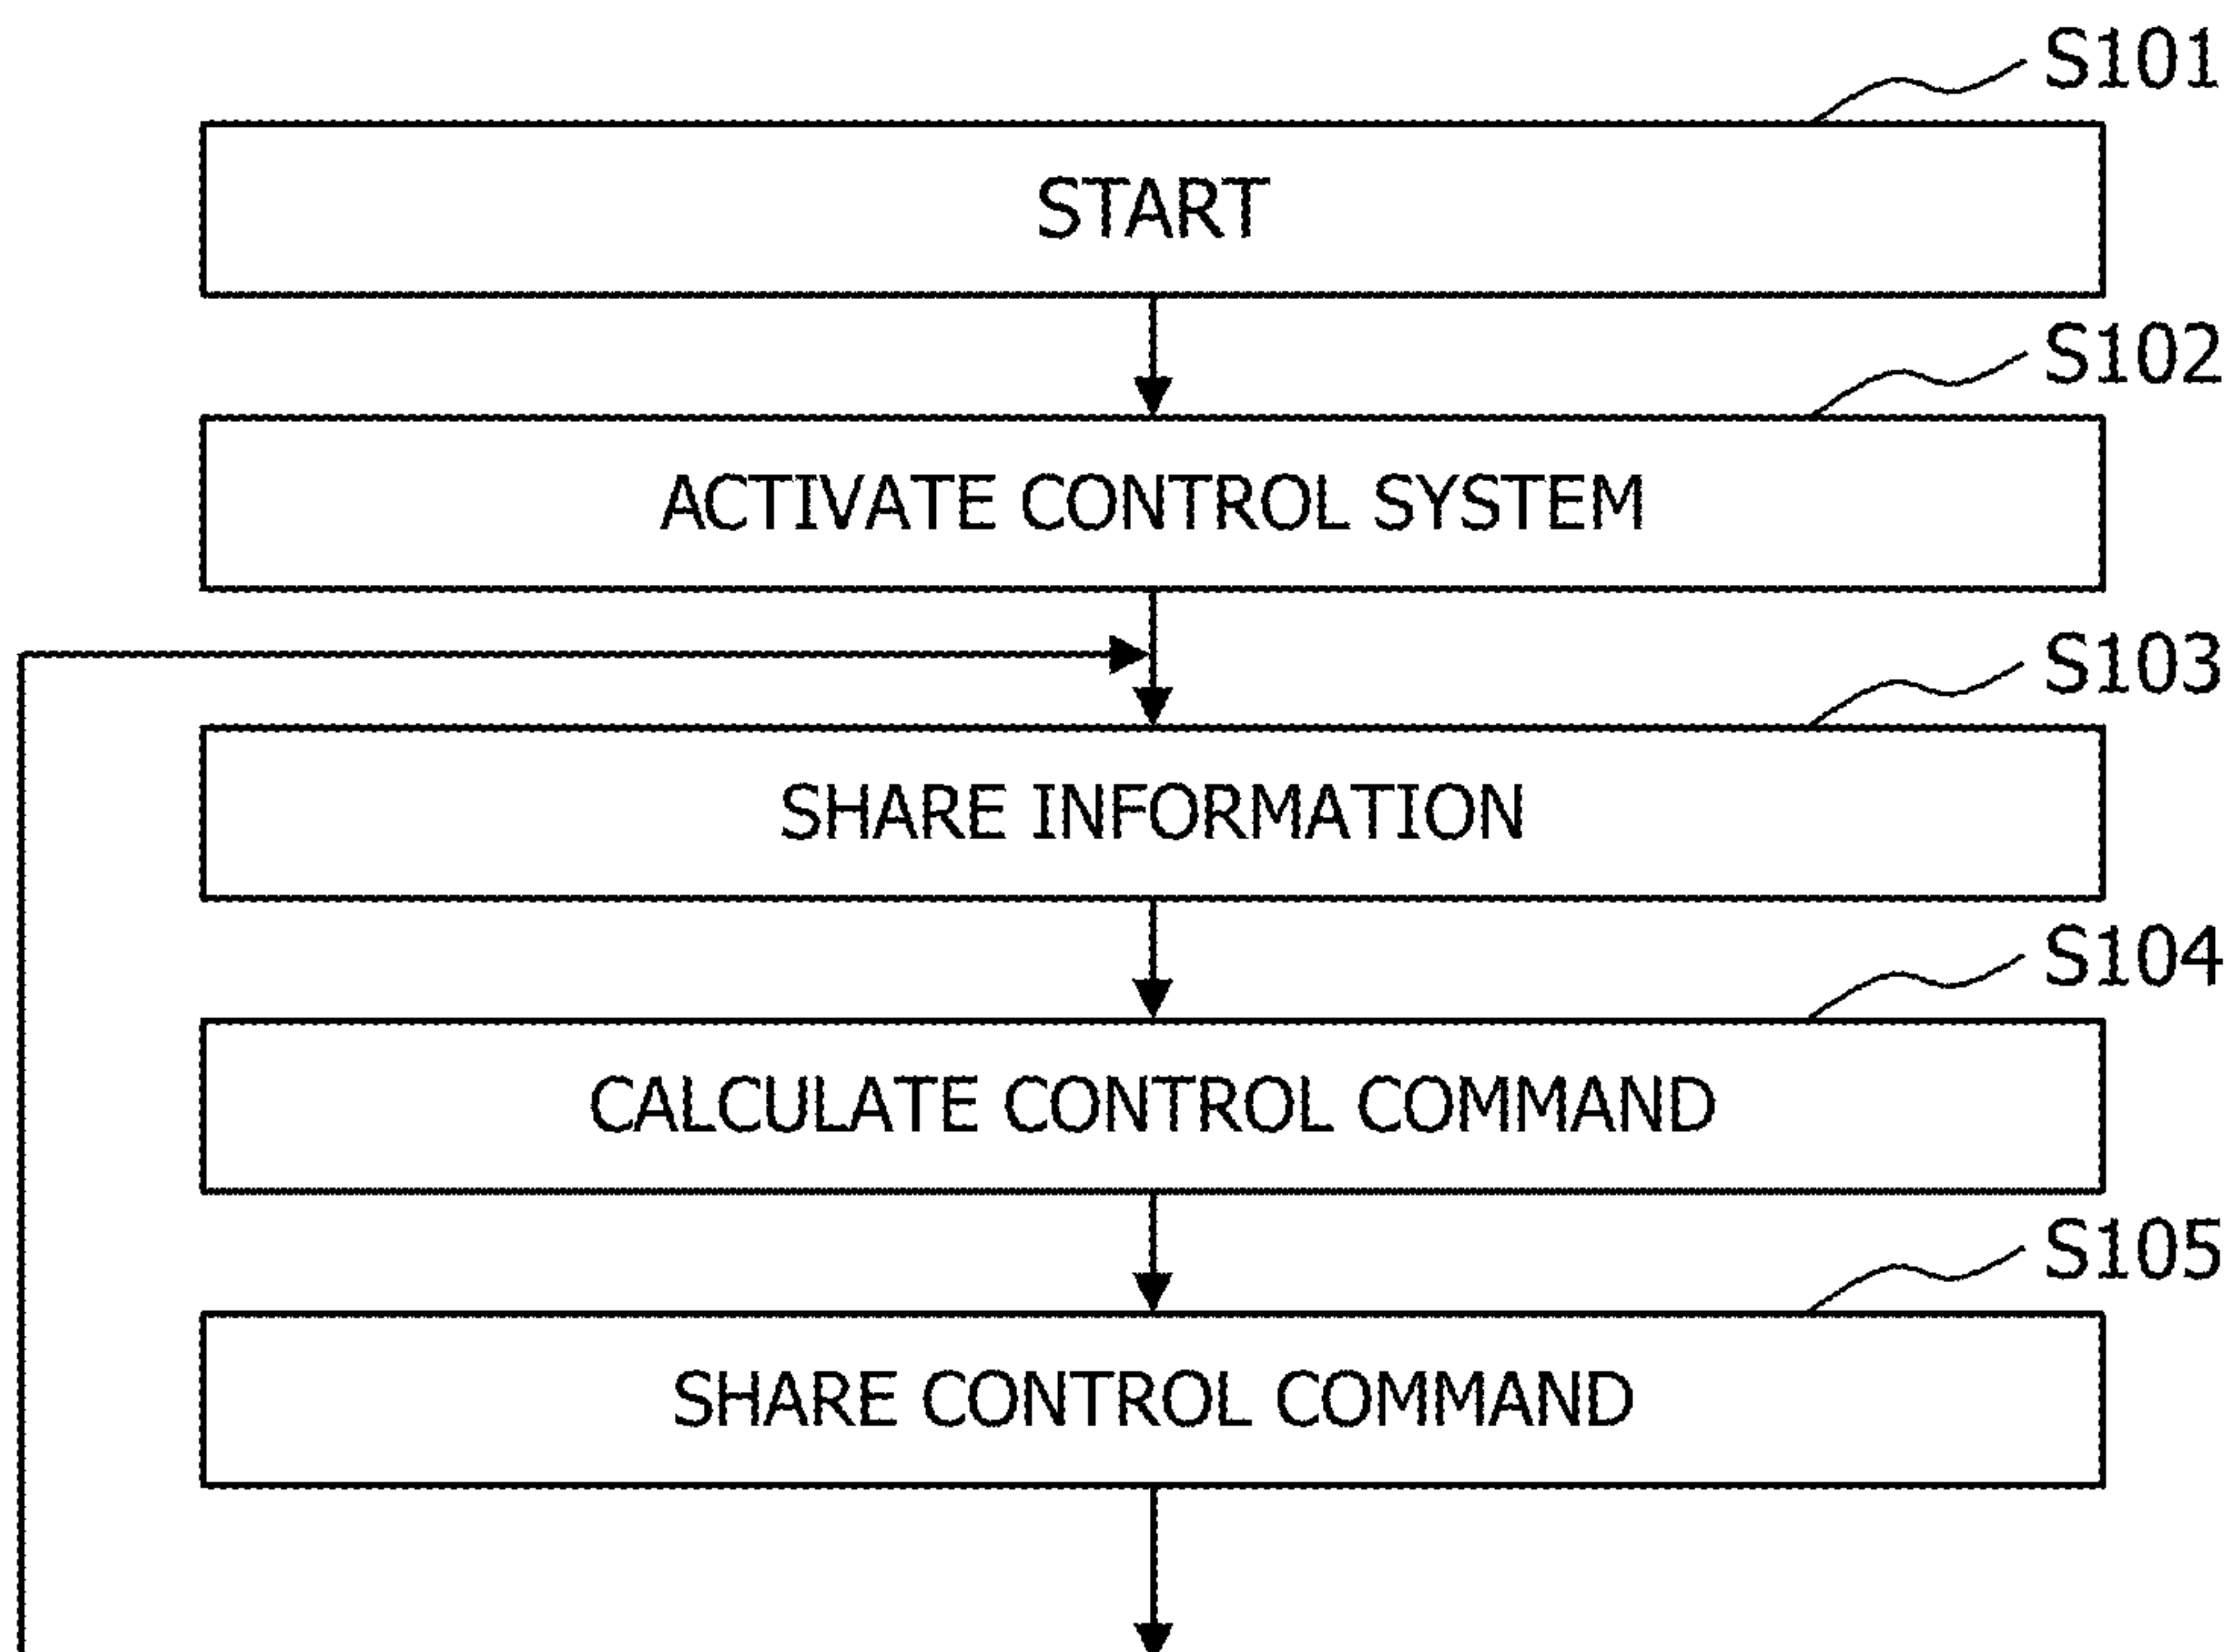 S101
START
S102
ACTIVATE CONTROL SYSTEM
S103
SHARE INFORMATION
S104
CALCULATE CONTROL COMMAND
S105
SHARE CONTROL COMMAND